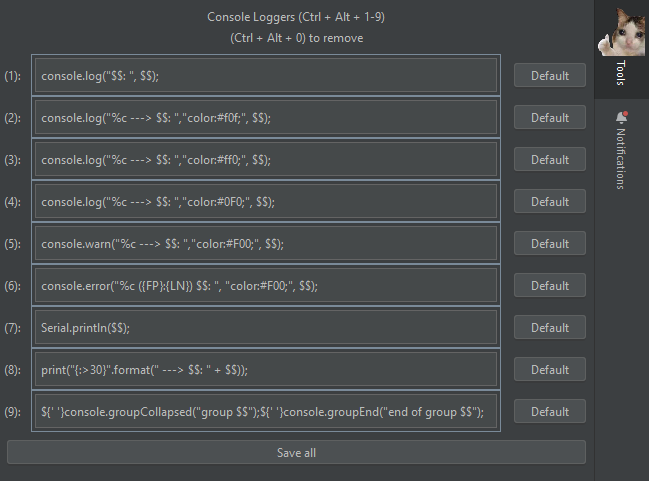 Console Loggers (Ctrl + Alt + 1-9)
(Ctrl + Alt + 0) to remove
(1): console.log("$$: ", $$); Default
(2): console.log("%c ---> $$: ","color:#f0f;", $$); Default
(3): console.log("%c ---> $$: ","color:#ff0;", $$); Default
(4): console.log("%c ---> $$: ","color:#0F0;", $$); Default
(5): console.warn("%c ---> $$: ","color:#F00;", $$); Default
(6): console.error("%c ({FP}:{LN}) $$: ", "color:#F00;", $$); Default
(7): Serial.println($$); Default
(8): print("{:>30}".format(" ---> $$: " + $$)); Default
(9): ${' '}console.groupCollapsed("group $$");${' '}console.groupEnd("end of group $$"); Default
Save all
Tools
Notifications